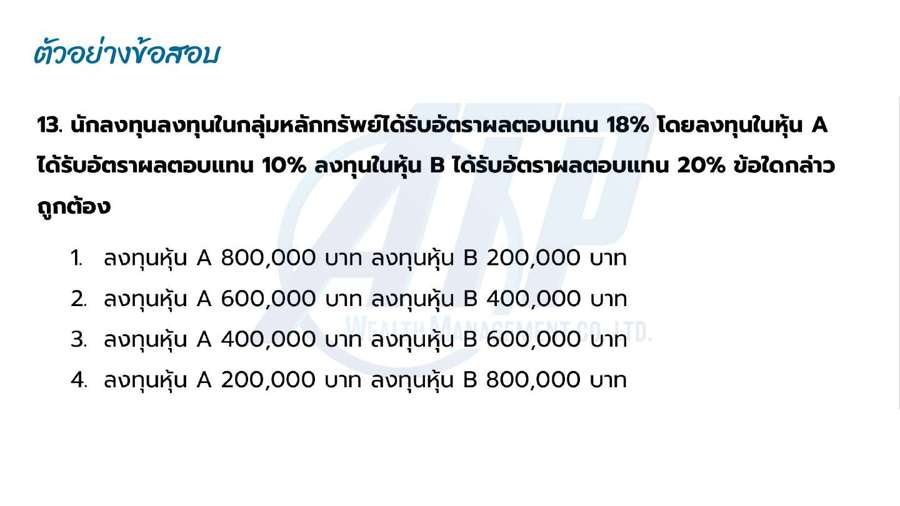 ตัวอย่างข้อสอบ
13. นักลงทุนลงทุนในกลุ่มหลักทรัพย์ได้รับอัตราผลตอบแทน 18% โดยลงทุนในหุ้น A
ได้รับอัตราผลตอบแทน 10% ลงทุนในหุ้น B ได้รับอัตราผลตอบแทน 20% ข้อใดกล่าว
ถูกต้อง
1. ลงทุนหุ้น A 800,000 บาท ลงทุนหุ้น B 200,000 บาท
2. ลงทุนหุ้น A 600,000 บาท ลงทุนหุ้น B 400,000 บาท
3. ลงทุนหุ้น A 400,000 บาท ลงทุนหุ้น B 600,000 บาท
4. ลงทุนหุ้น A 200,000 บาท ลงทุนหุ้น B 800,000 บาท
ATP
WEALTH MANAGEMENT CO., LTD.